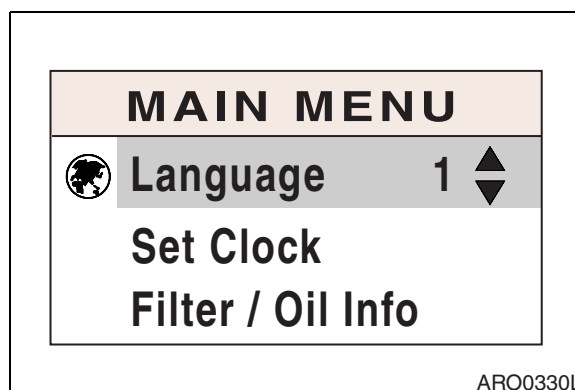 MAIN MENU
Language 1
Set Clock
Filter / Oil Info
ARO0330L